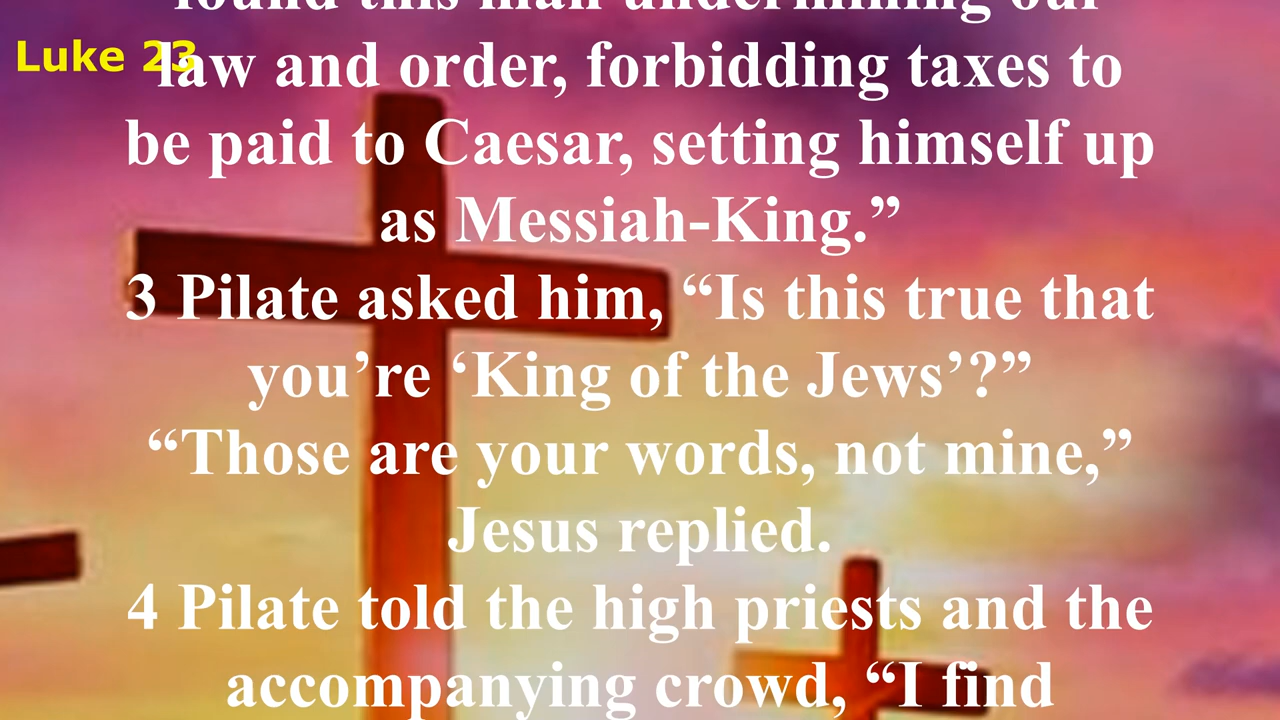 found this man undermining our
Luke 23
law and order, forbidding taxes to
be paid to Caesar, setting himself up
as Messiah-King.”
3 Pilate asked him, “Is this true that
you’re ‘King of the Jews’?”
“Those are your words, not mine,”
Jesus replied.
4 Pilate told the high priests and the
accompanying crowd, “I find